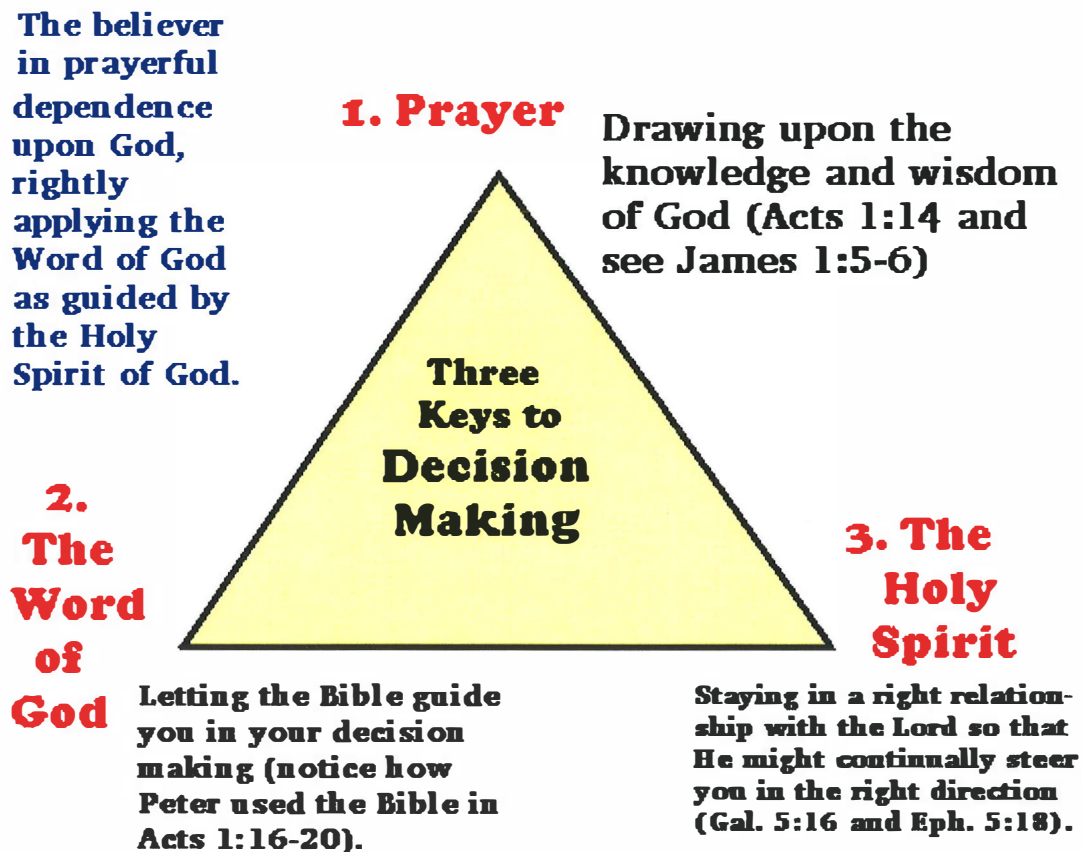 The believer
in prayerful
dependence
upon God,
rightly
applying the
Word of God
as guided by
the Holy
Spirit of God.
1. Prayer
Drawing upon the
knowledge and wisdom
of God (Acts 1:14 and
see James 1:5-6)
Three
Keys to
Decision
Making
2.
The
Word
of
God
Letting the Bible guide
you in your decision
making (notice how
Peter used the Bible in
Acts 1:16-20).
3. The
Holy
Spirit
Staying in a right relation-
ship with the Lord so that
He might continually steer
you in the right direction
(Gal. 5:16 and Eph. 5:18).